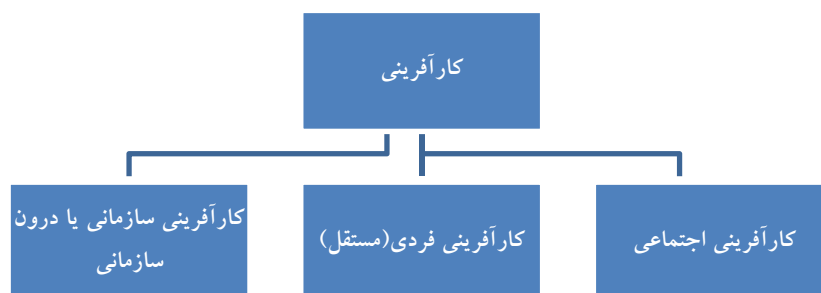 کارآفرینی
کارآفرینی اجتماعی
کارآفرینی فردی(مستقل)
کارآفرینی سازمانی یا درون
سازمانی